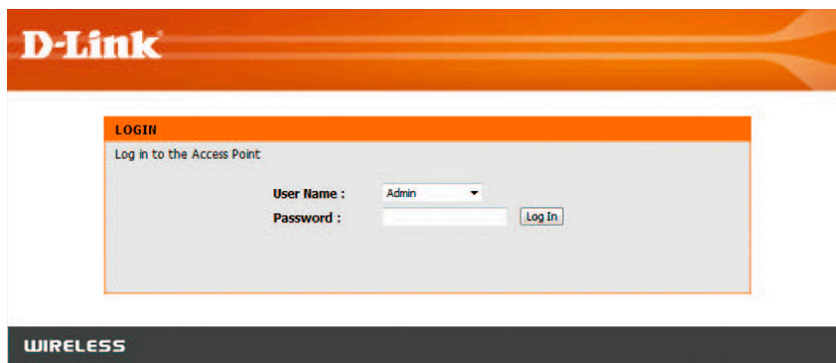 D-Link
LOGIN
Log in to the Access Point
User Name : Admin
Password : Log In
WIRELESS